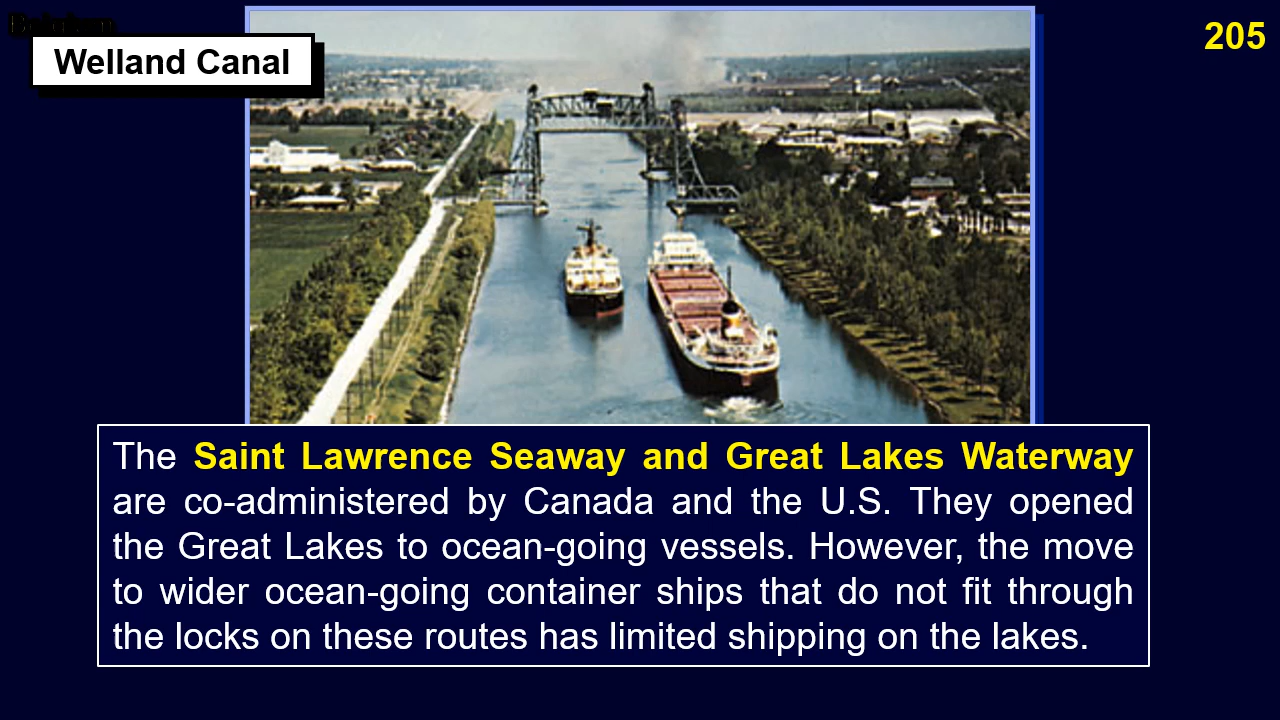 Welland Canal
205
The Saint Lawrence Seaway and Great Lakes Waterway
are co-administered by Canada and the U.S. They opened
the Great Lakes to ocean-going vessels. However, the move
to wider ocean-going container ships that do not fit through
the locks on these routes has limited shipping on the lakes.